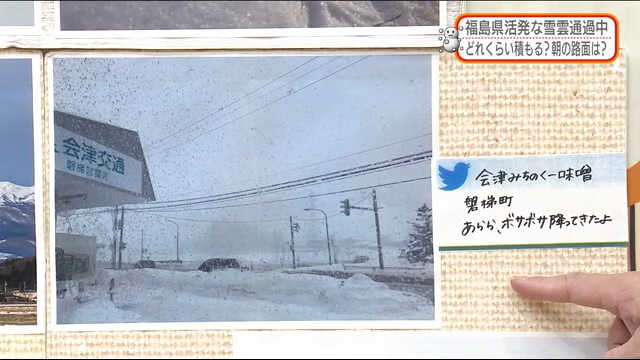 福島県活発な雪雲通過中
どれくらい積もる?朝の路面は?
会津交通
磐梯営業所
会津みちのく一味噌
磐梯町
あらら、ボサボサ降ってきたよ